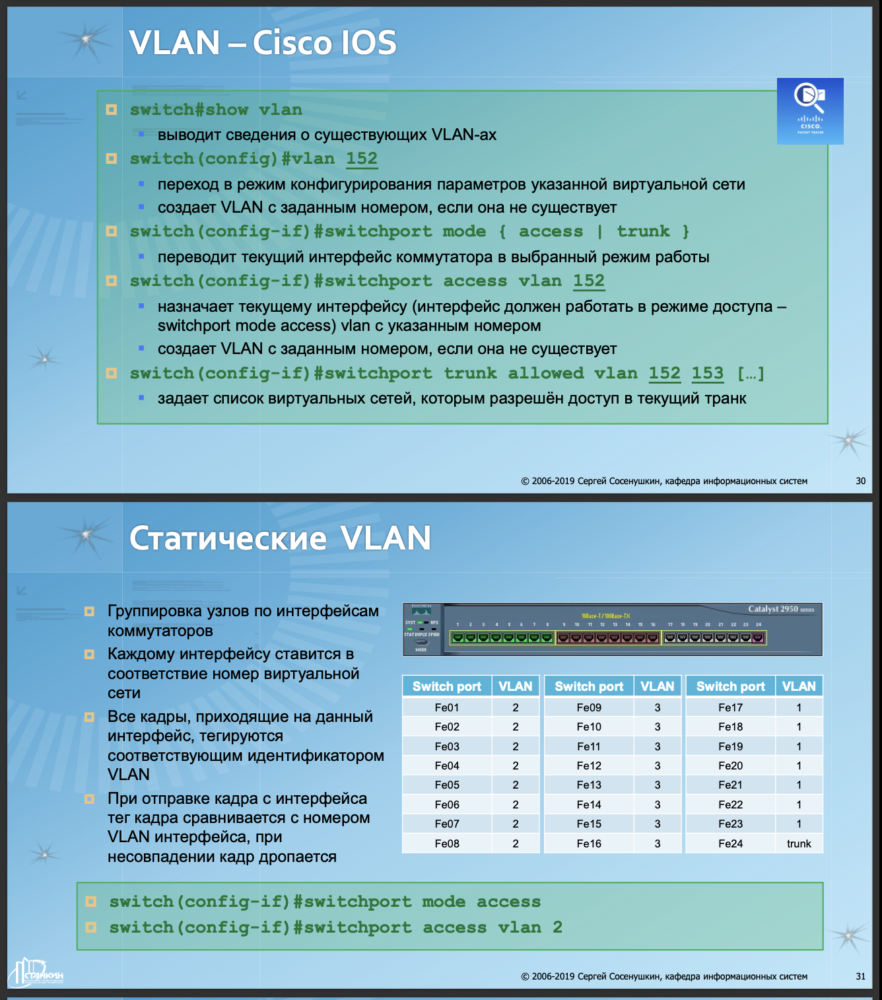 VLAN – Cisco IOS
CISCO.
PACKET TRACER
switch#show vlan
выводит сведения о существующих VLAN-ах
switch(config)#vlan 152
переход в режим конфигурирования параметров указанной виртуальной сети
создает VLAN с заданным номером, если она не существует
switch(config-if)#switchport mode { access | trunk }
переводит текущий интерфейс коммутатора в выбранный режим работы
switch(config-if)#switchport access vlan 152
назначает текущему интерфейсу (интерфейс должен работать в режиме доступа –
switchport mode access) vlan с указанным номером
создает VLAN с заданным номером, если она не существует
switch(config-if)#switchport trunk allowed vlan 152 153 […]
задает список виртуальных сетей, которым разрешён доступ в текущий транк
© 2006-2019 Сергей Сосенушкин, кафедра информационных систем 30
Статические VLAN
Группировка узлов по интерфейсам
коммутаторов
Каждому интерфейсу ставится в
соответствие номер виртуальной
сети
Все кадры, приходящие на данный
интерфейс, тегируются
соответствующим идентификатором
VLAN
При отправке кадра с интерфейса
тег кадра сравнивается с номером
VLAN интерфейса, при
несовпадении кадр дропается
Catalyst 2950 SERIES
10Base-T/100Base-TX
SYST RPS
STAT DUPLX SPEED
MODE
1 2 3 4 5 6 7 8 9 10 11 12 13 14 15 16 17 18 19 20 21 22 23 24
Switch port VLAN Switch port VLAN Switch port VLAN
Fe01 2 Fe09 3 Fe17 1
Fe02 2 Fe10 3 Fe18 1
Fe03 2 Fe11 3 Fe19 1
Fe04 2 Fe12 3 Fe20 1
Fe05 2 Fe13 3 Fe21 1
Fe06 2 Fe14 3 Fe22 1
Fe07 2 Fe15 3 Fe23 1
Fe08 2 Fe16 3 Fe24 trunk
switch(config-if)#switchport mode access
switch(config-if)#switchport access vlan 2
СТАНКИН
© 2006-2019 Сергей Сосенушкин, кафедра информационных систем 31